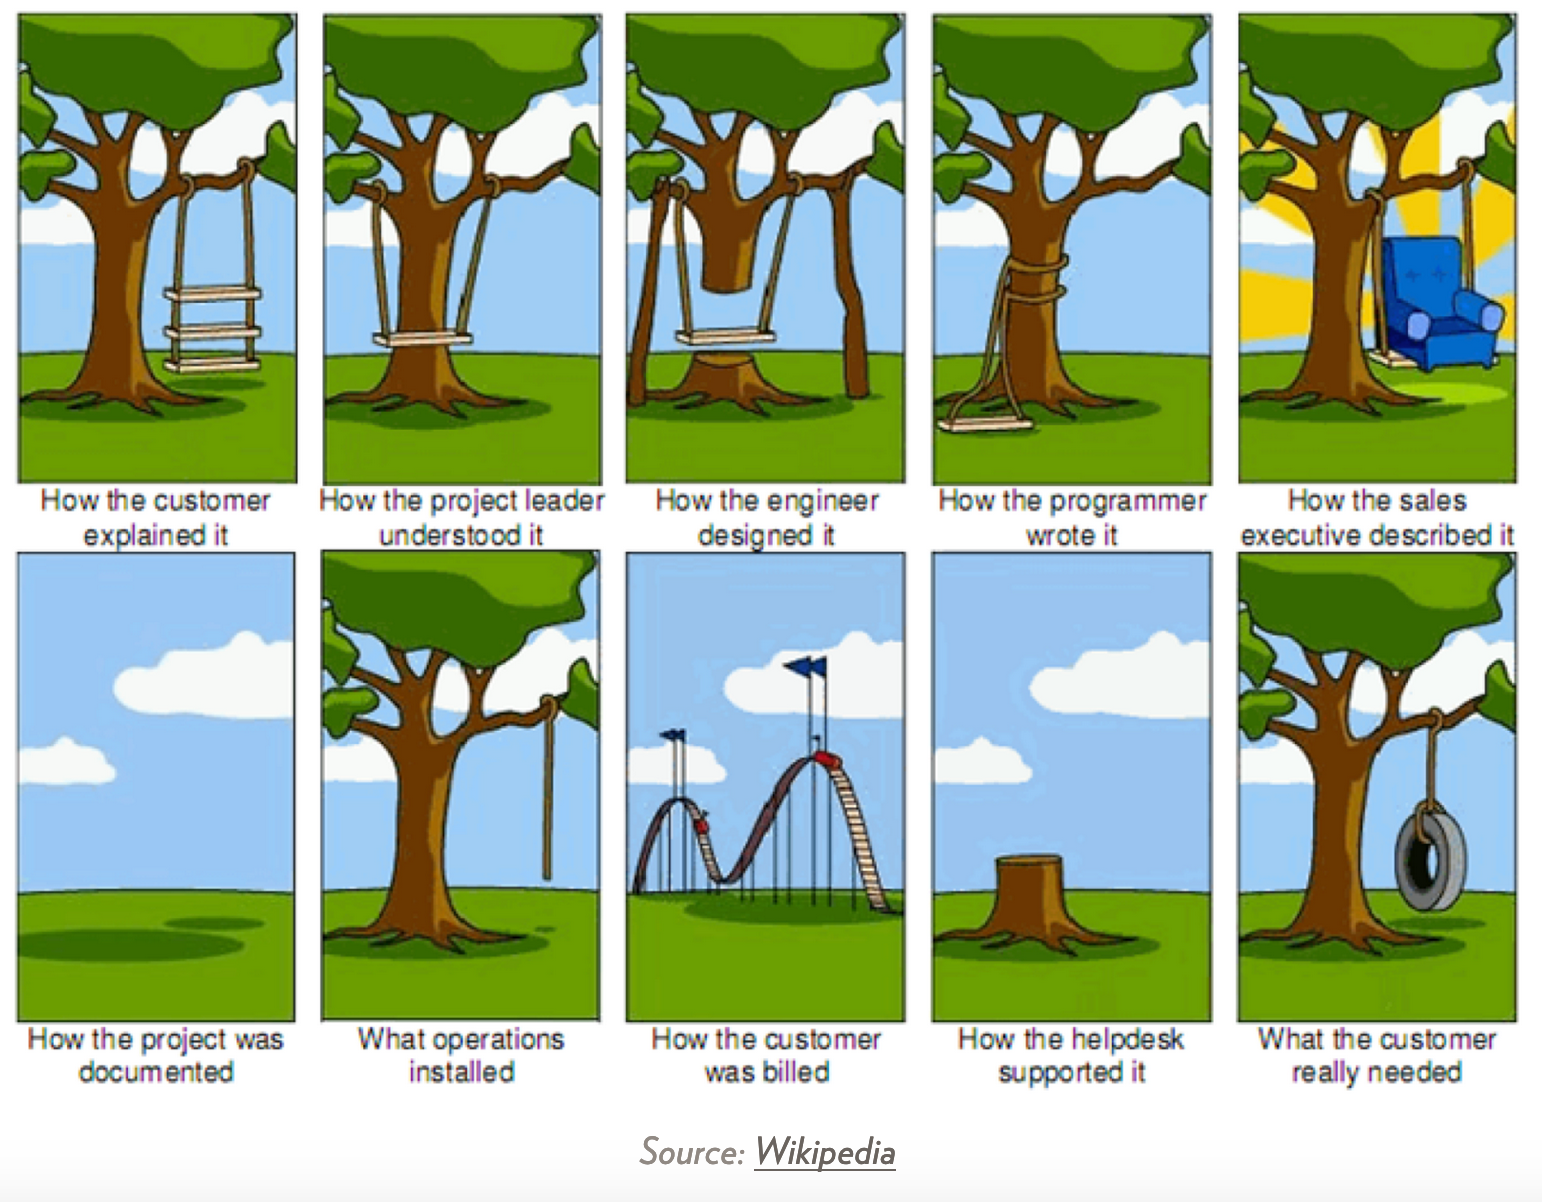 How the customer
explained it
How the project leader
understood it
How the engineer
designed it
How the programmer
wrote it
How the sales
executive described it
How the project was
documented
What operations
installed
How the customer
was billed
How the helpdesk
supported it
What the customer
really needed
Source: Wikipedia